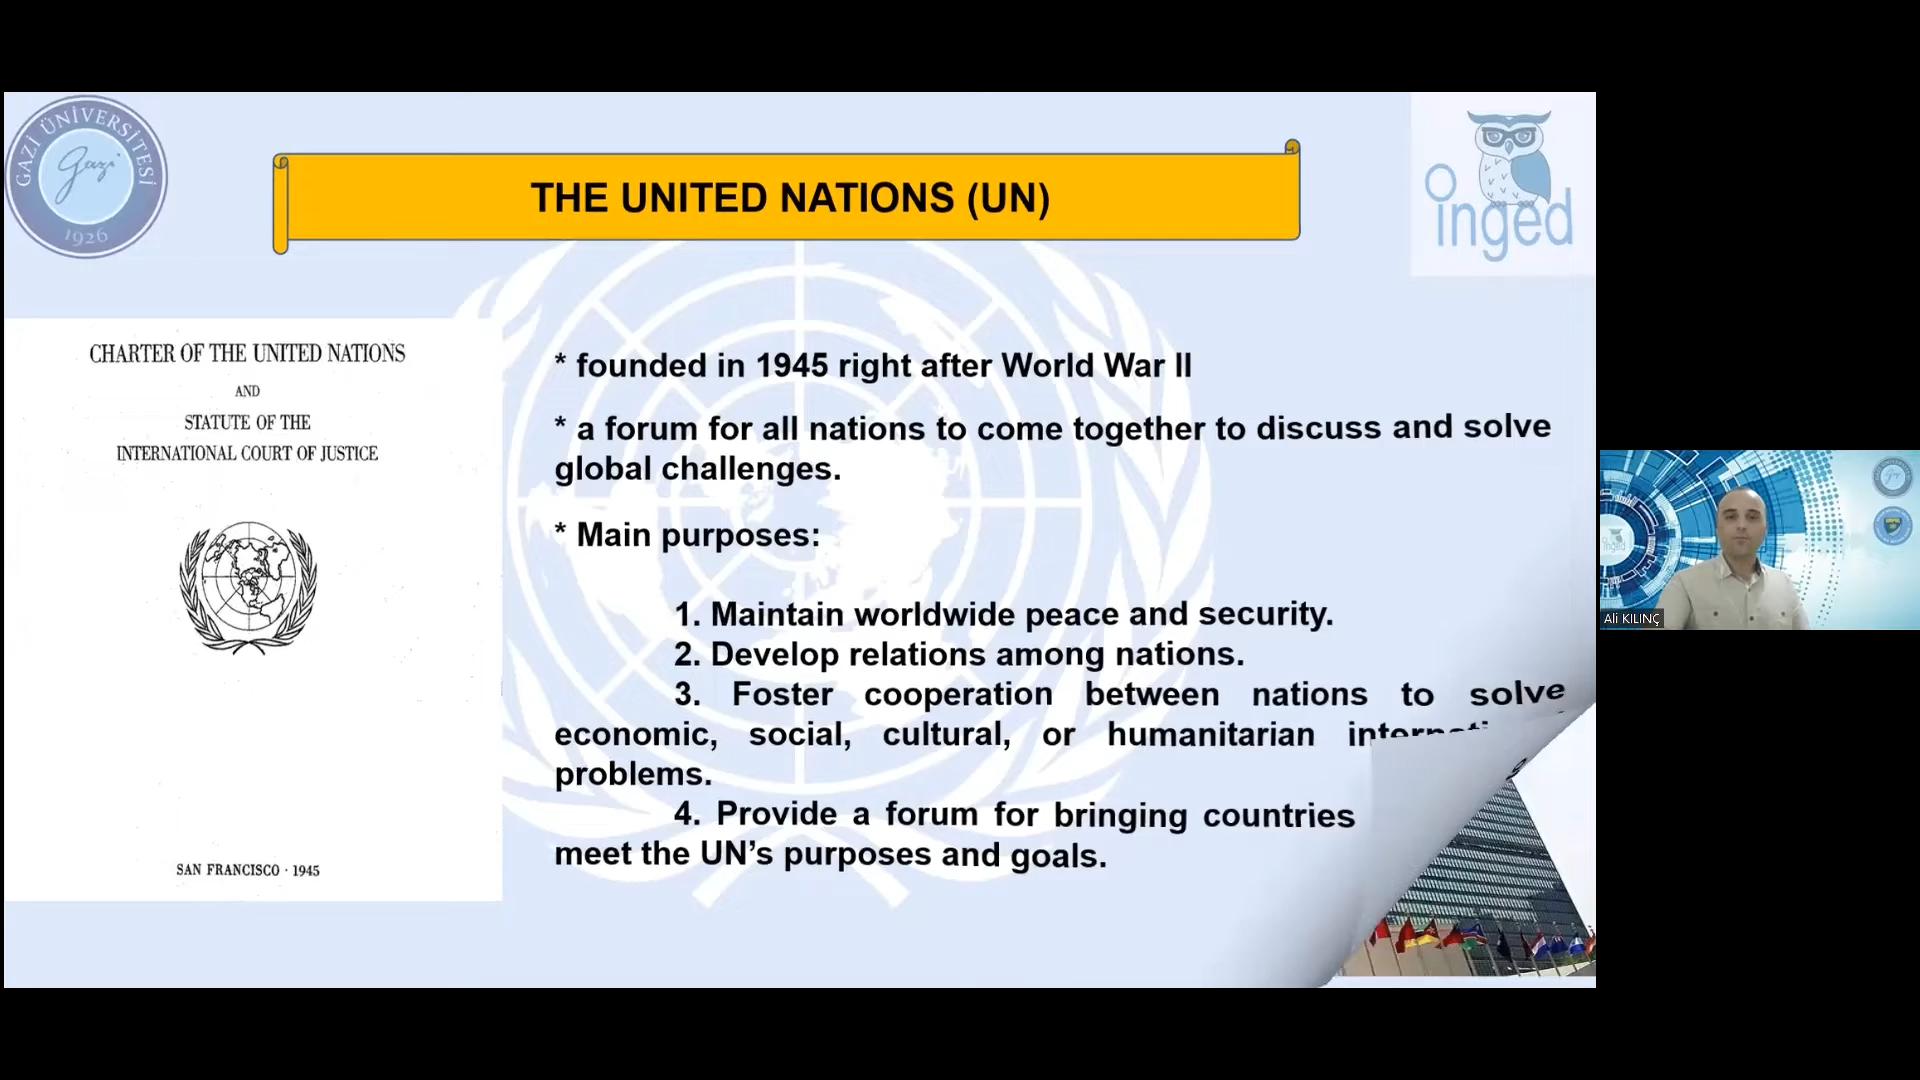 GAZİ ÜNİVERSİTESİ
Gazi
1926
THE UNITED NATIONS (UN)
inged
CHARTER OF THE UNITED NATIONS
AND
STATUTE OF THE
INTERNATIONAL COURT OF JUSTICE
SAN FRANCISCO · 1945
* founded in 1945 right after World War II
* a forum for all nations to come together to discuss and solve
global challenges.
* Main purposes:
1. Maintain worldwide peace and security.
2. Develop relations among nations.
3. Foster cooperation between nations to solve
economic, social, cultural, or humanitarian
problems.
4. Provide a forum for bringing countries
meet the UN's purposes and goals.
inged
Ali KILINÇ